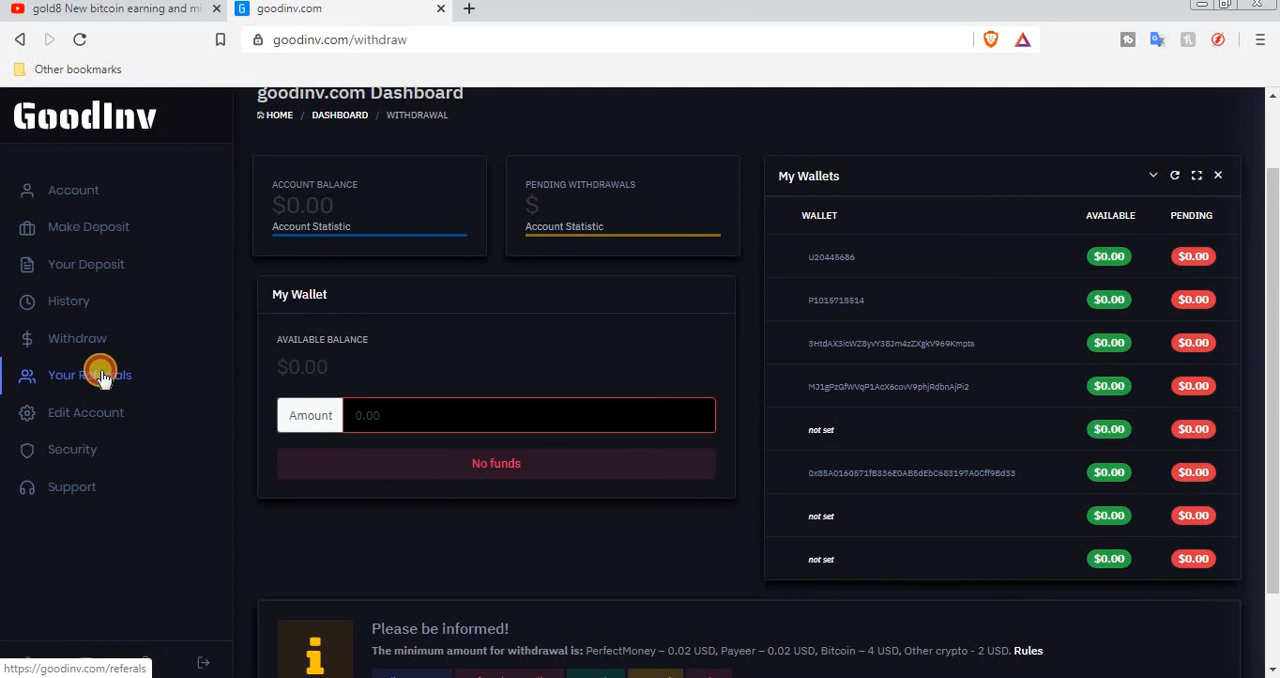 gold8 New bitcoin earning and mi
goodinv.com
goodinv.com/withdraw
Other bookmarks
GoodInv
Account
Make Deposit
Your Deposit
History
Withdraw
Your Referrals
Edit Account
Security
Support
https://goodinv.com/referals
goodinv.com Dashboard
HOME / DASHBOARD / WITHDRAWAL
ACCOUNT BALANCE
$0.00
Account Statistic
PENDING WITHDRAWALS
$
Account Statistic
My Wallet
AVAILABLE BALANCE
$0.00
Amount 0.00
No funds
My Wallets
WALLET AVAILABLE PENDING
U20445686 $0.00 $0.00
P1015718514 $0.00 $0.00
3HtdAX3icWZ8yvY38Jm4zZXgkV969Kmpts $0.00 $0.00
MJ1gPzGfWVqP1AcX6covV9phjRdbnAjPi2 $0.00 $0.00
not set $0.00 $0.00
$0.00 $0.00
not set $0.00 $0.00
not set $0.00 $0.00
Please be informed!
The minimum amount for withdrawal is: PerfectMoney – 0.02 USD, Payeer – 0.02 USD, Bitcoin – 4 USD, Other crypto - 2 USD. Rules